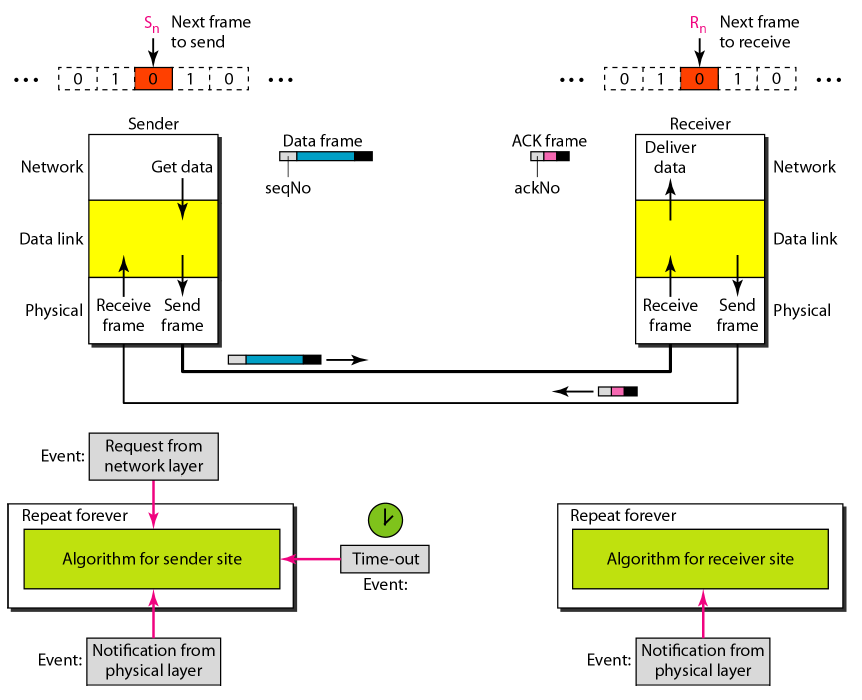 Sn Next frame
to send
Rn Next frame
to receive
... 0 1 0 1 0 ...
... 0 1 0 1 0 ...
Sender
Receiver
Data frame
seqNo
ACK frame
ackNo
Network
Get data
Deliver
data
Network
Data link
Data link
Physical
Receive
frame
Send
frame
Receive
frame
Send
frame
Physical
Event:
Request from
network layer
Repeat forever
Algorithm for sender site
Time-out
Event:
Event:
Notification from
physical layer
Repeat forever
Algorithm for receiver site
Event:
Notification from
physical layer